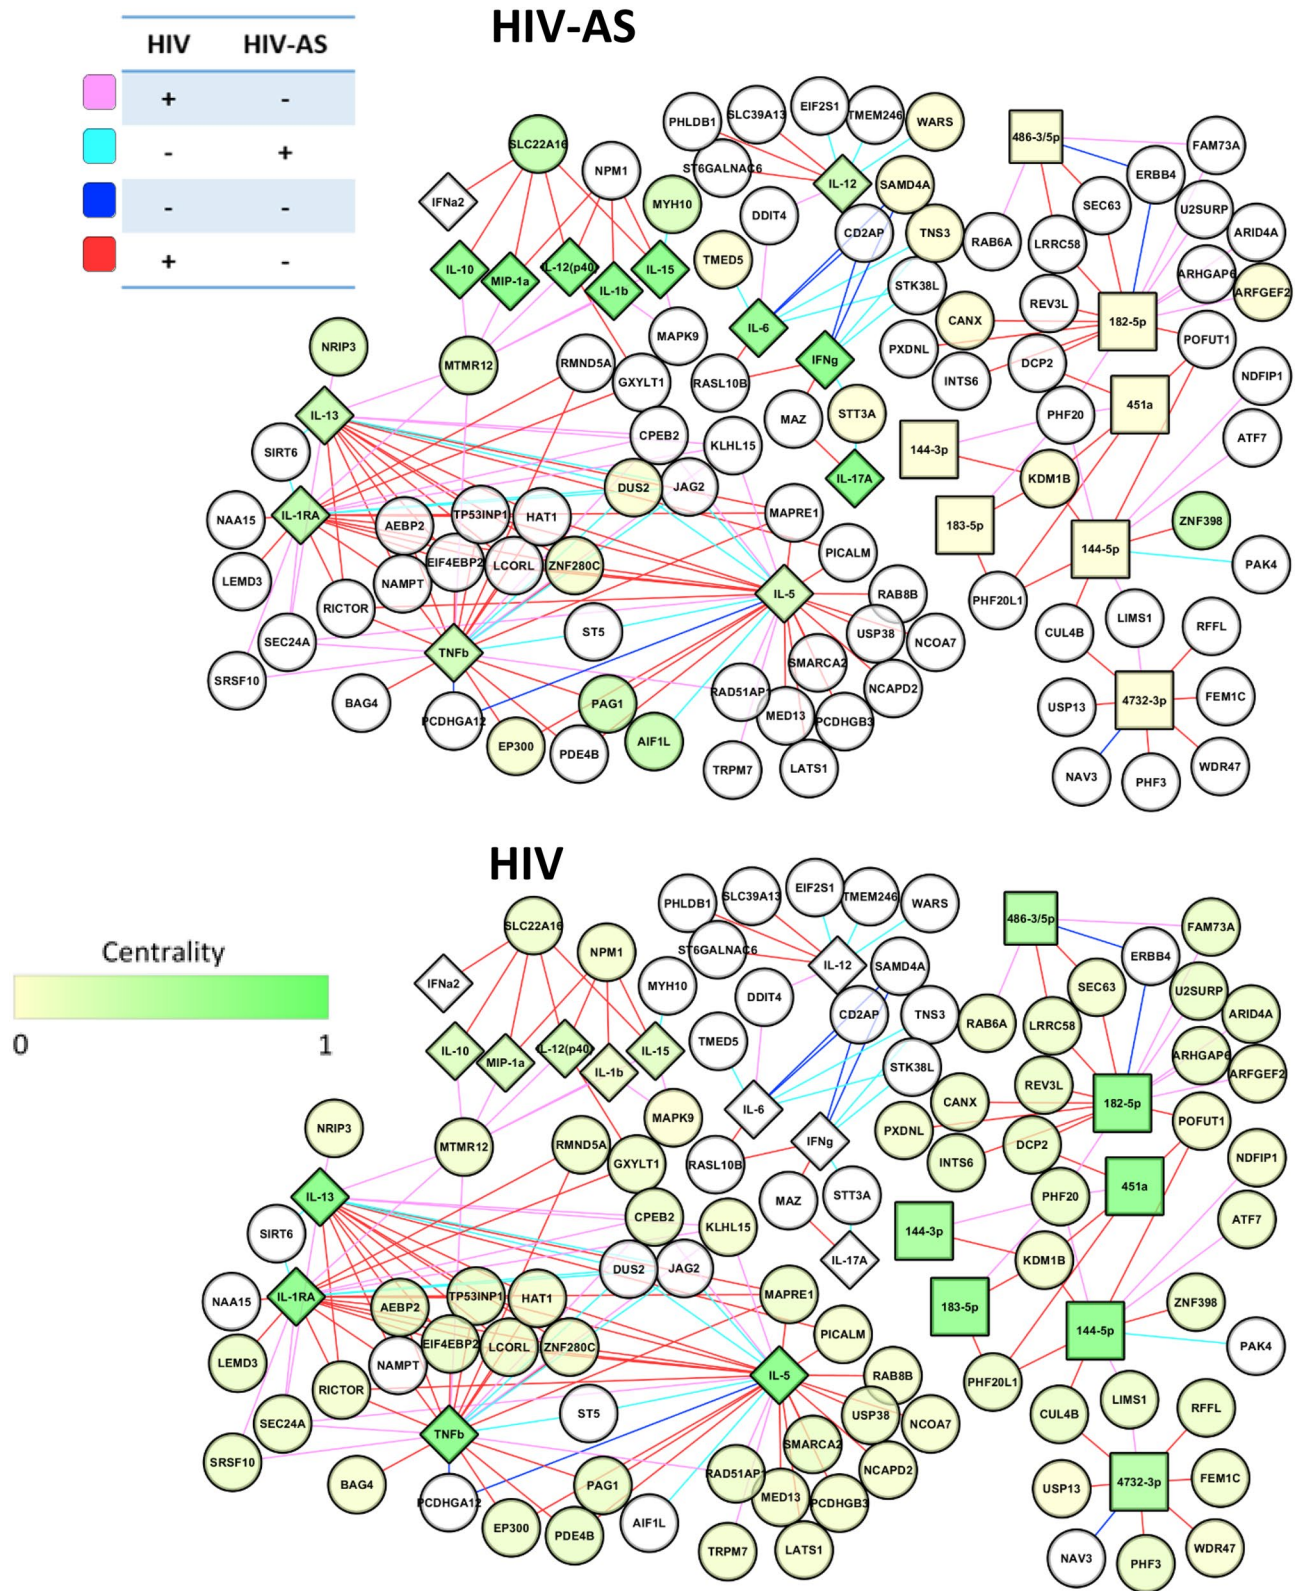 HIV-AS
HIV HIV-AS
+ -
- +
- -
+ -
PHLDB1
SLC39A13
EIF2S1
TMEM246
WARS
486-3/5p
FAM73A
SLC22A16
NPM1
ST6GALNAC6
IL-12
SAMD4A
ERBB4
IFNa2
MYH10
DDIT4
CD2AP
TNS3
RAB6A
SEC63
U2SURP
LRRC58
ARID4A
IL-10
MIP-1a
IL-12(p40)
IL-1b
IL-15
TMED5
STK38L
ARHGAP6
ARFGEF2
REV3L
182-5p
CANX
IL-6
NRIP3
MAPK9
PXDNL
POFUT1
MTMR12
RMND5A
GXYLT1
RASL10B
IFNg
INTS6
DCP2
NDFIP1
IL-13
MAZ
STT3A
PHF20
451a
CPEB2
KLHL15
144-3p
ATF7
SIRT6
IL-17A
KDM1B
DUS2
JAG2
IL-1RA
NAA15
AEBP2
TP53INP1
HAT1
MAPRE1
183-5p
ZNF398
PICALM
144-5p
EIF4EBP2
LCORL
ZNF280C
PAK4
LEMD3
NAMPT
IL-5
RAB8B
PHF20L1
RICTOR
LIMS1
RFFL
ST5
USP38
NCOA7
CUL4B
SEC24A
TNFb
SMARCA2
SRSF10
RAD51AP1
NCAPD2
BAG4
PCDHGA12
PAG1
MED13
PCDHGB3
USP13
4732-3p
FEM1C
EP300
PDE4B
AIF1L
TRPM7
LATS1
NAV3
PHF3
WDR47
HIV
PHLDB1
SLC39A13
EIF2S1
TMEM246
WARS
486-3/5p
FAM73A
SLC22A16
NPM1
ST6GALNAC6
IL-12
SAMD4A
ERBB4
Centrality
0 1
IFNa2
MYH10
DDIT4
CD2AP
TNS3
RAB6A
SEC63
U2SURP
LRRC58
ARID4A
IL-10
MIP-1a
IL-12(p40)
IL-1b
IL-15
TMED5
STK38L
ARHGAP6
ARFGEF2
REV3L
182-5p
CANX
IL-6
NRIP3
MAPK9
PXDNL
POFUT1
MTMR12
RMND5A
GXYLT1
RASL10B
IFNg
INTS6
DCP2
NDFIP1
IL-13
MAZ
STT3A
PHF20
451a
CPEB2
KLHL15
144-3p
ATF7
SIRT6
IL-17A
KDM1B
DUS2
JAG2
IL-1RA
NAA15
AEBP2
TP53INP1
HAT1
MAPRE1
183-5p
ZNF398
PICALM
144-5p
EIF4EBP2
LCORL
ZNF280C
PAK4
LEMD3
NAMPT
IL-5
RAB8B
PHF20L1
RICTOR
LIMS1
RFFL
ST5
USP38
NCOA7
CUL4B
SEC24A
TNFb
SMARCA2
SRSF10
RAD51AP1
NCAPD2
BAG4
PCDHGA12
PAG1
MED13
PCDHGB3
USP13
4732-3p
FEM1C
EP300
PDE4B
AIF1L
TRPM7
LATS1
NAV3
PHF3
WDR47